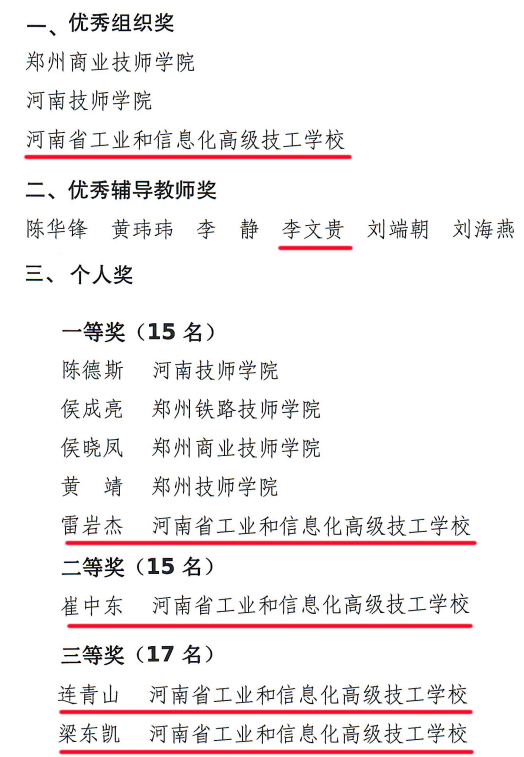 一、优秀组织奖
郑州商业技师学院
河南技师学院
河南省工业和信息化高级技工学校
二、优秀辅导教师奖
陈华锋 黄玮玮 李 静 李文贵 刘端朝 刘海燕
三、个人奖
一等奖（15 名）
陈德斯 河南技师学院
侯成亮 郑州铁路技师学院
侯晓凤 郑州商业技师学院
黄 靖 郑州技师学院
雷岩杰 河南省工业和信息化高级技工学校
二等奖（15 名）
崔中东 河南省工业和信息化高级技工学校
三等奖（17 名）
连青山 河南省工业和信息化高级技工学校
梁东凯 河南省工业和信息化高级技工学校